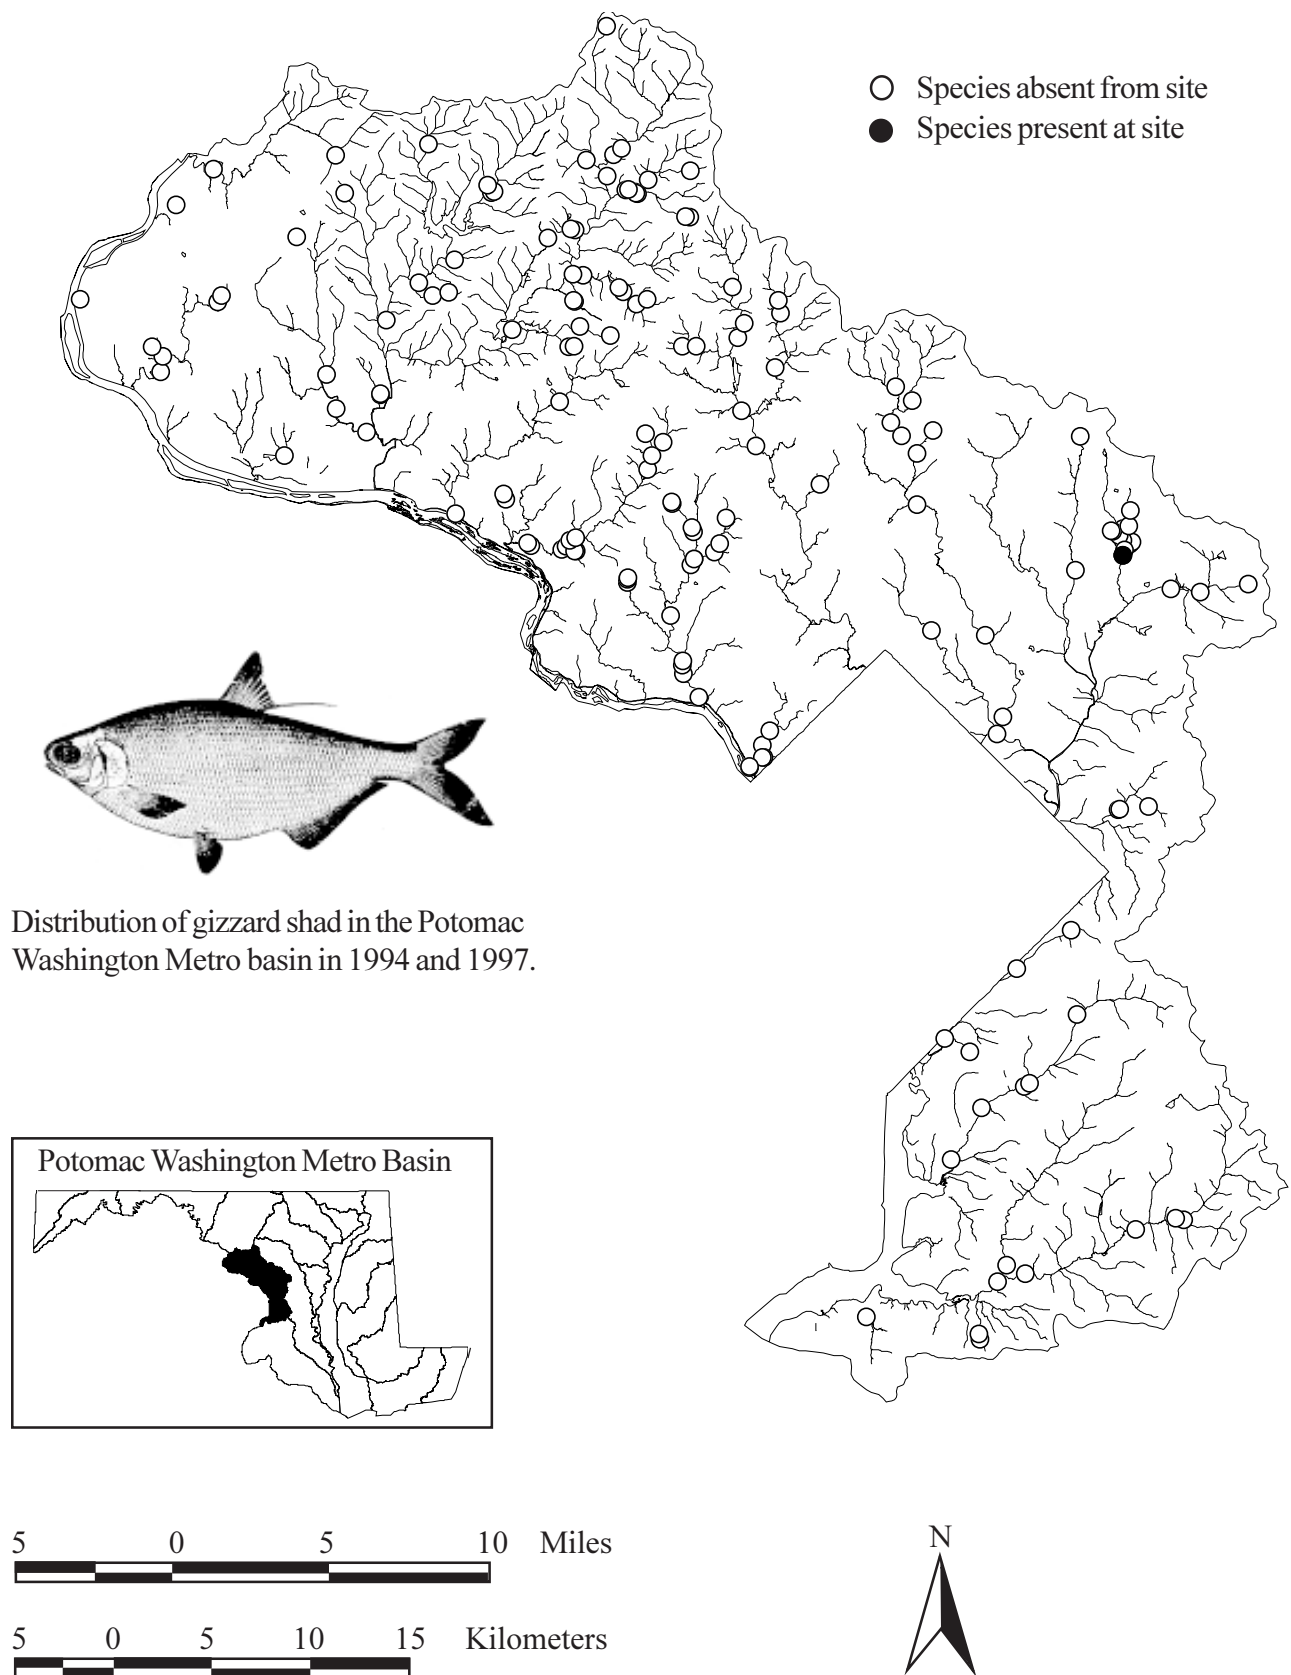 Species absent from site
Species present at site
Distribution of gizzard shad in the Potomac
Washington Metro basin in 1994 and 1997.
Potomac Washington Metro Basin
5 0 5 10 Miles
5 0 5 10 15 Kilometers
N